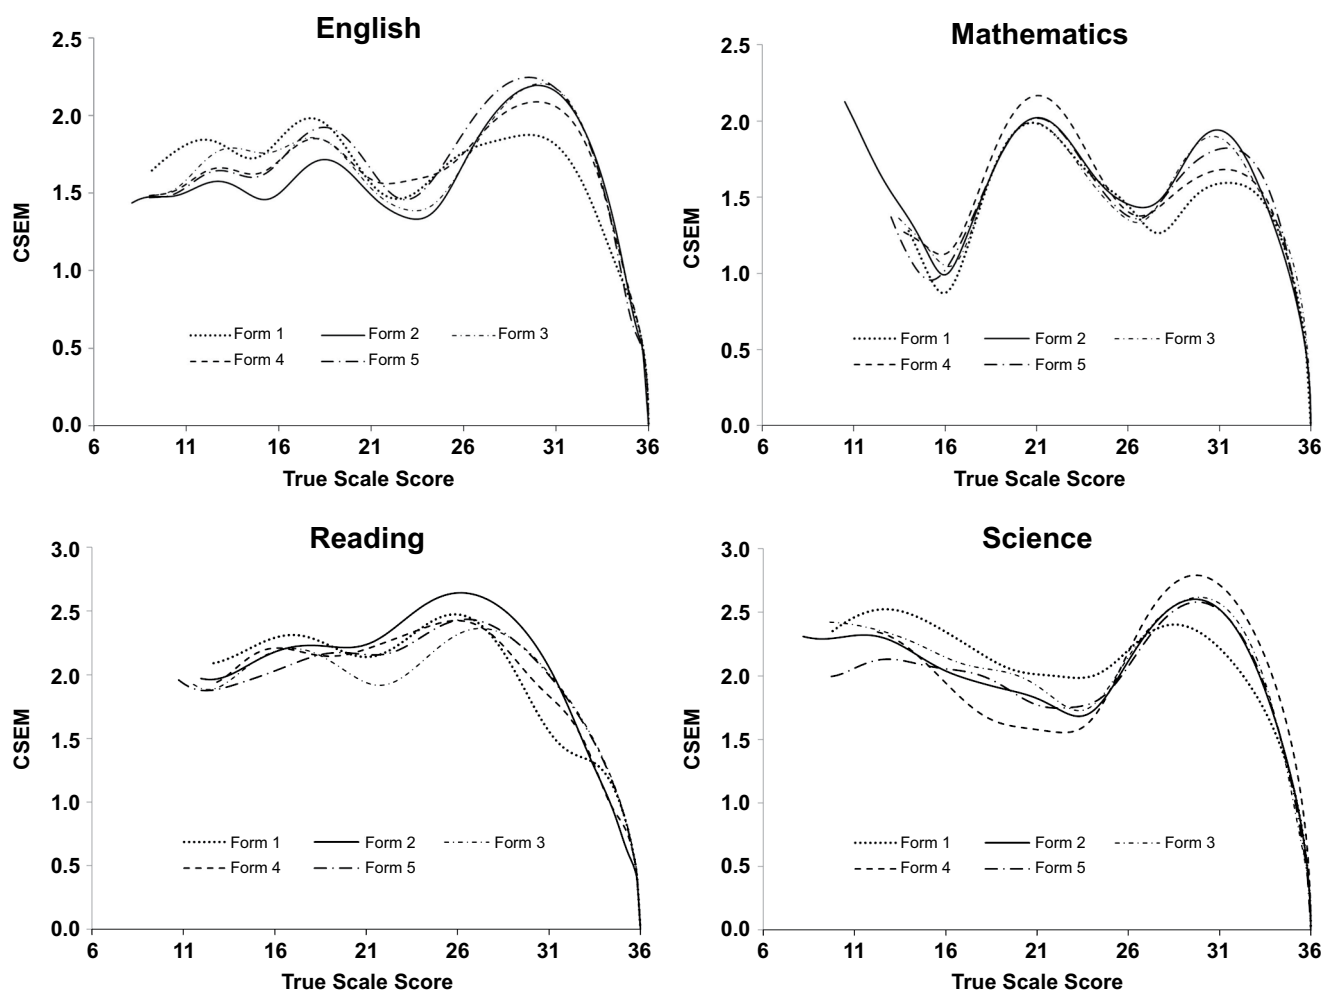 English
2.5
2.0
1.5
1.0
0.5
0.0
CSEM
6 11 16 21 26 31 36
True Scale Score
Form 1 Form 2 Form 3
Form 4 Form 5
Mathematics
2.5
2.0
1.5
1.0
0.5
0.0
CSEM
6 11 16 21 26 31 36
True Scale Score
Form 1 Form 2 Form 3
Form 4 Form 5
Reading
3.0
2.5
2.0
1.5
1.0
0.5
0.0
CSEM
6 11 16 21 26 31 36
True Scale Score
Form 1 Form 2 Form 3
Form 4 Form 5
Science
3.0
2.5
2.0
1.5
1.0
0.5
0.0
CSEM
6 11 16 21 26 31 36
True Scale Score
Form 1 Form 2 Form 3
Form 4 Form 5